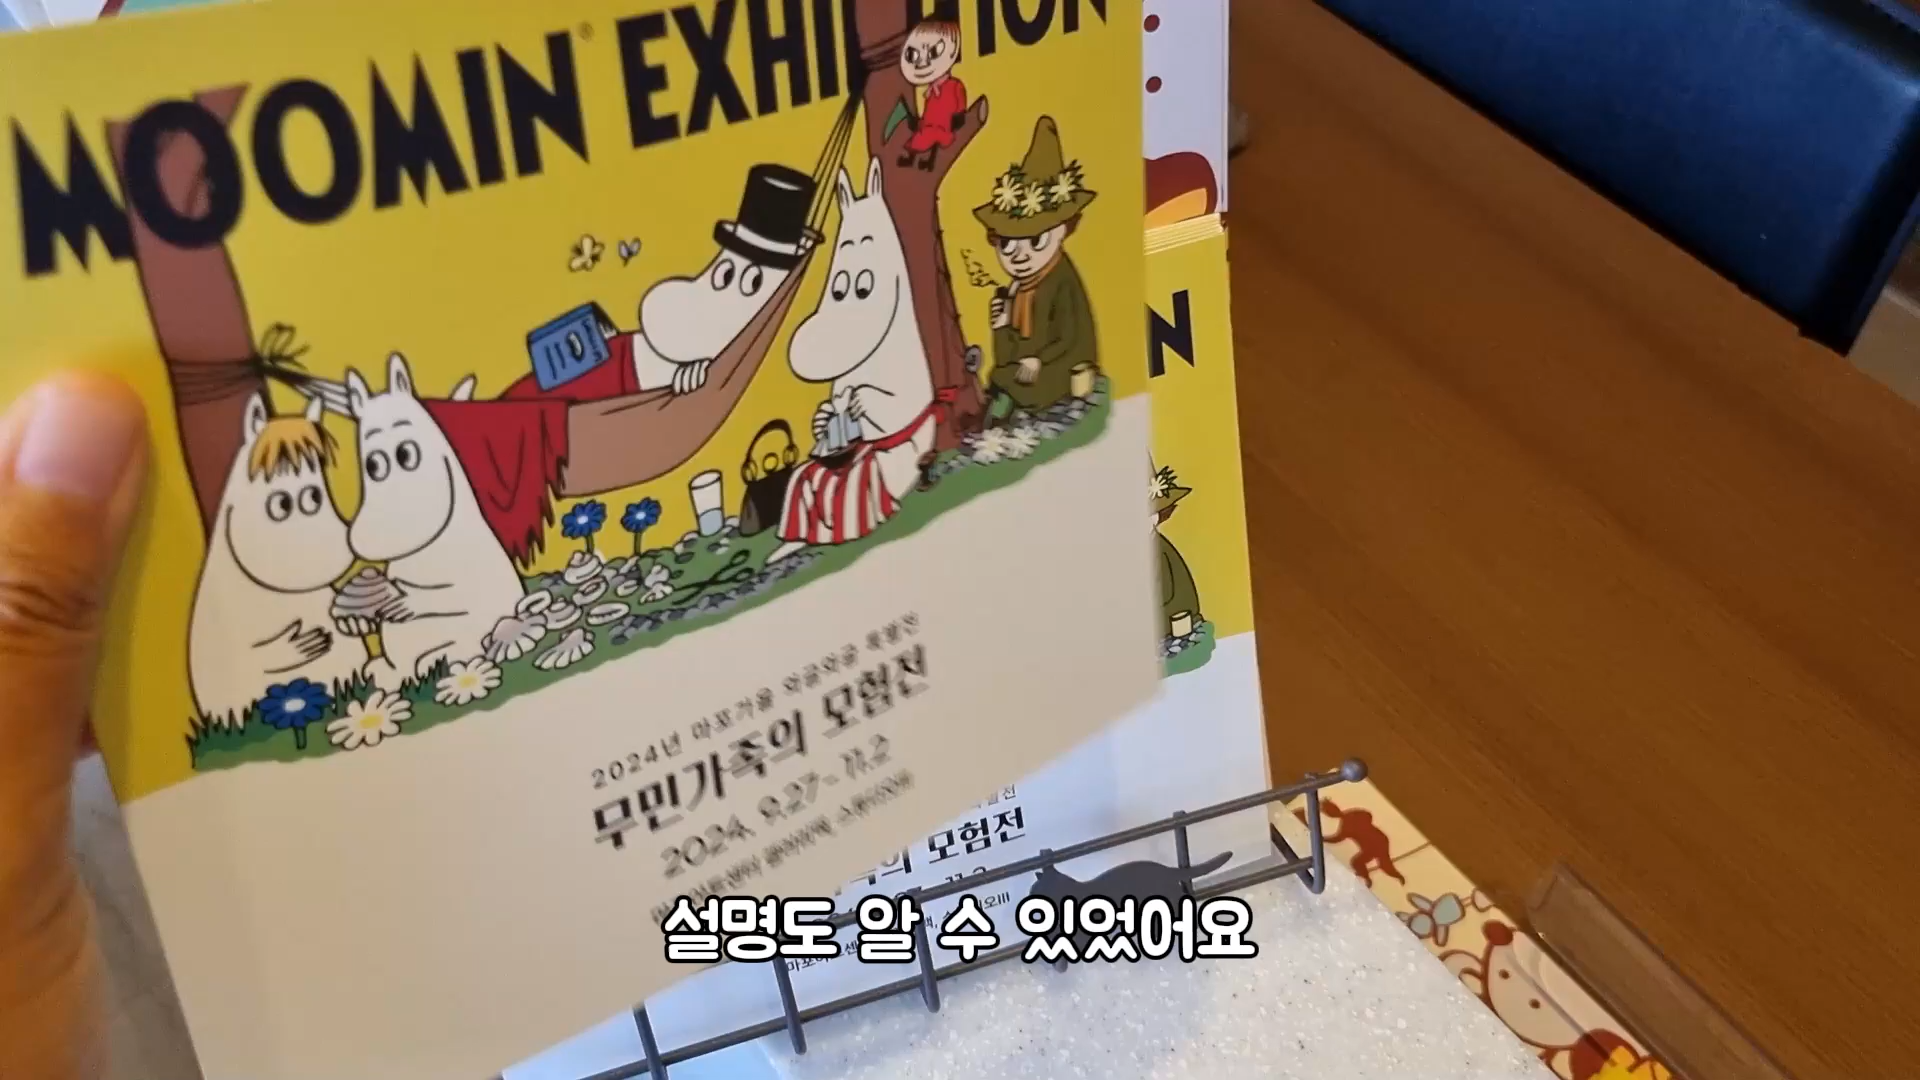 MOOMIN EXHIBITION
2024년 마포가을 와글와글 특별전
무민가족의 모험전
2024. 9.27 - 11.2
N
모험전
설명도 알 수 있었어요